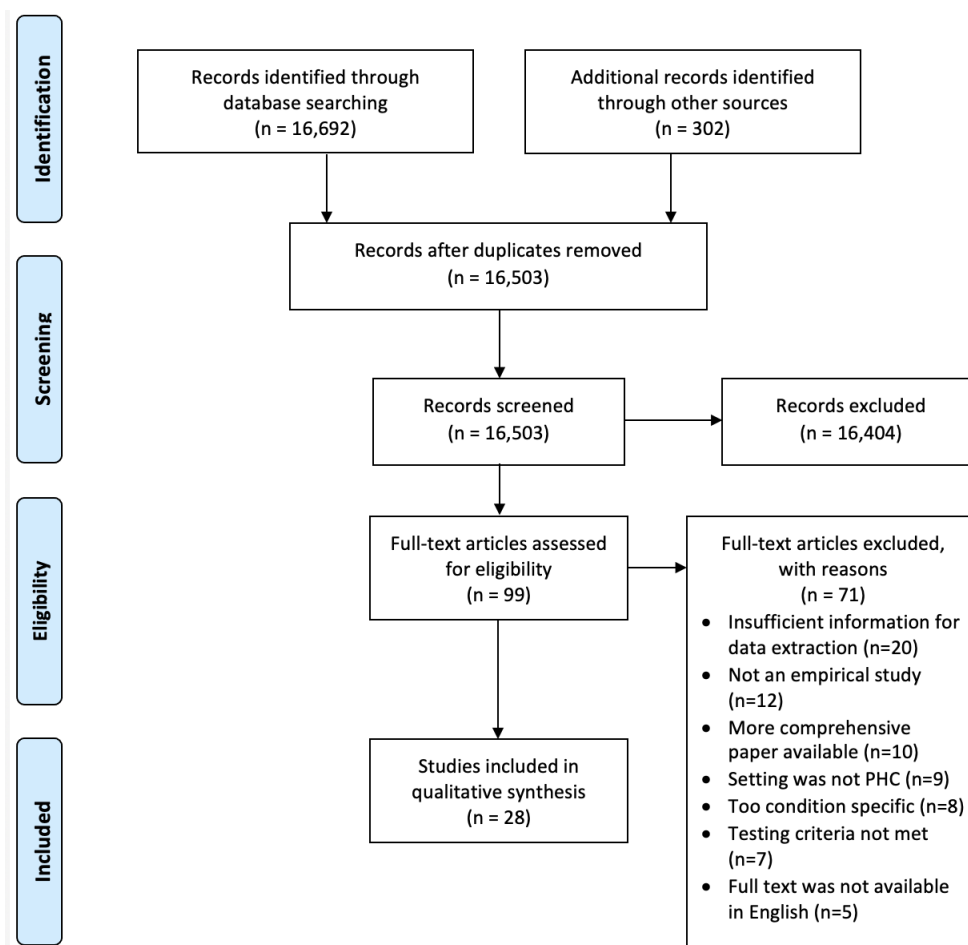 Identification
Records identified through
database searching
(n = 16,692)
Additional records identified
through other sources
(n = 302)
Records after duplicates removed
(n = 16,503)
Screening
Records screened
(n = 16,503)
Records excluded
(n = 16,404)
Eligibility
Full-text articles assessed
for eligibility
(n = 99)
Full-text articles excluded,
with reasons
(n = 71)
• Insufficient information for
data extraction (n=20)
• Not an empirical study
(n=12)
• More comprehensive
paper available (n=10)
• Setting was not PHC (n=9)
• Too condition specific (n=8)
• Testing criteria not met
(n=7)
• Full text was not available
in English (n=5)
Included
Studies included in
qualitative synthesis
(n = 28)